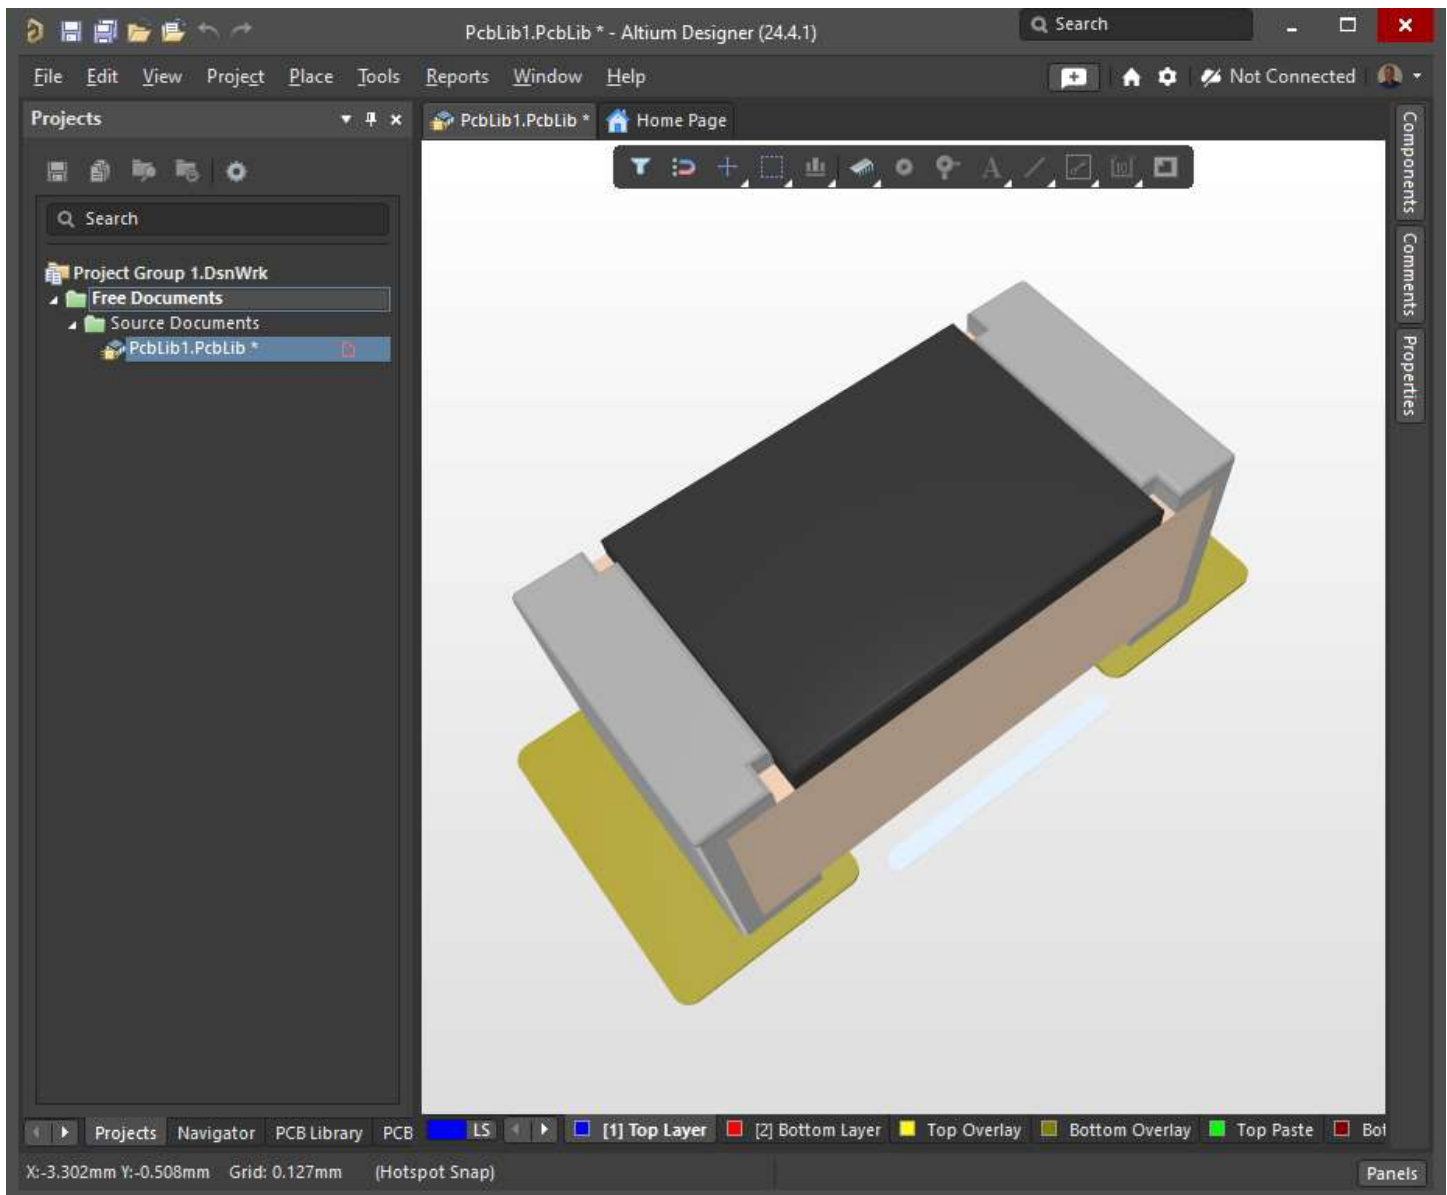 PcbLib1.PcbLib * - Altium Designer (24.4.1)
Search
File Edit View Project Place Tools Reports Window Help
Not Connected
Projects
PcbLib1.PcbLib *
Home Page
Components
Comments
Properties
A
Search
Project Group 1.DsnWrk
Free Documents
Source Documents
PcbLib1.PcbLib *
Projects Navigator PCB Library PCB
LS
[1] Top Layer
[2] Bottom Layer
Top Overlay
Bottom Overlay
Top Paste
Bot
X:-3.302mm Y:-0.508mm Grid: 0.127mm (Hotspot Snap)
Panels